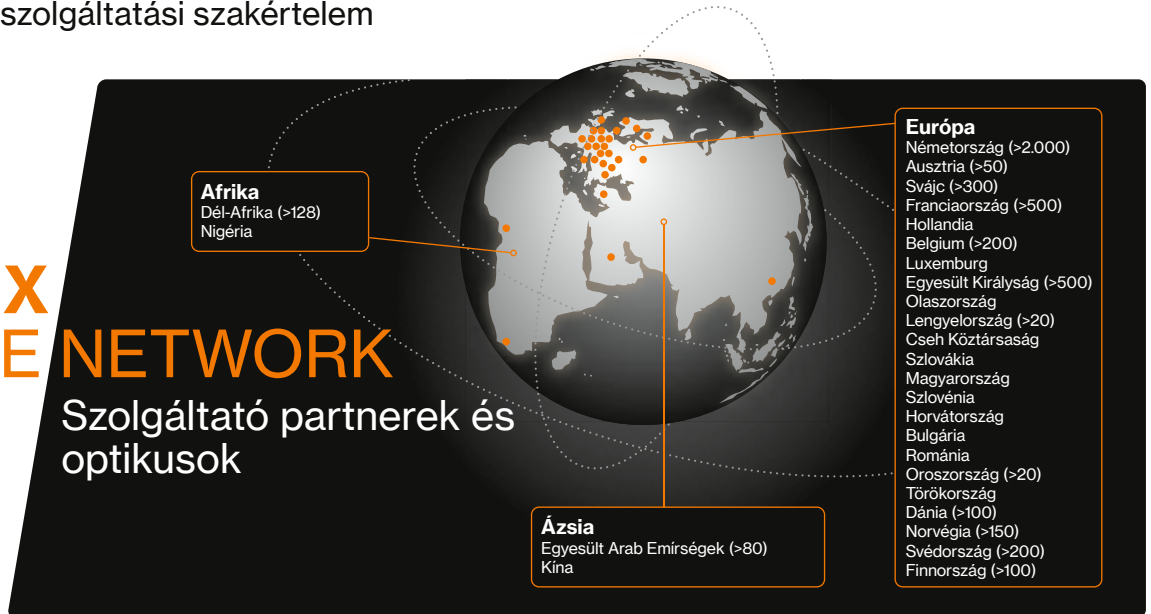 szolgáltatási szakértelem
Afrika
Dél-Afrika (>128)
Nigéria
X
E NETWORK
Szolgáltató partnerek és
optikusok
Ázsia
Egyesült Arab Emírségek (>80)
Kína
Európa
Németország (>2.000)
Ausztria (>50)
Svájc (>300)
Franciaország (>500)
Hollandia
Belgium (>200)
Luxemburg
Egyesült Királyság (>500)
Olaszország
Lengyelország (>20)
Cseh Köztársaság
Szlovákia
Magyarország
Szlovénia
Horvátország
Bulgária
Románia
Oroszország (>20)
Törökország
Dánia (>100)
Norvégia (>150)
Svédország (>200)
Finnország (>100)